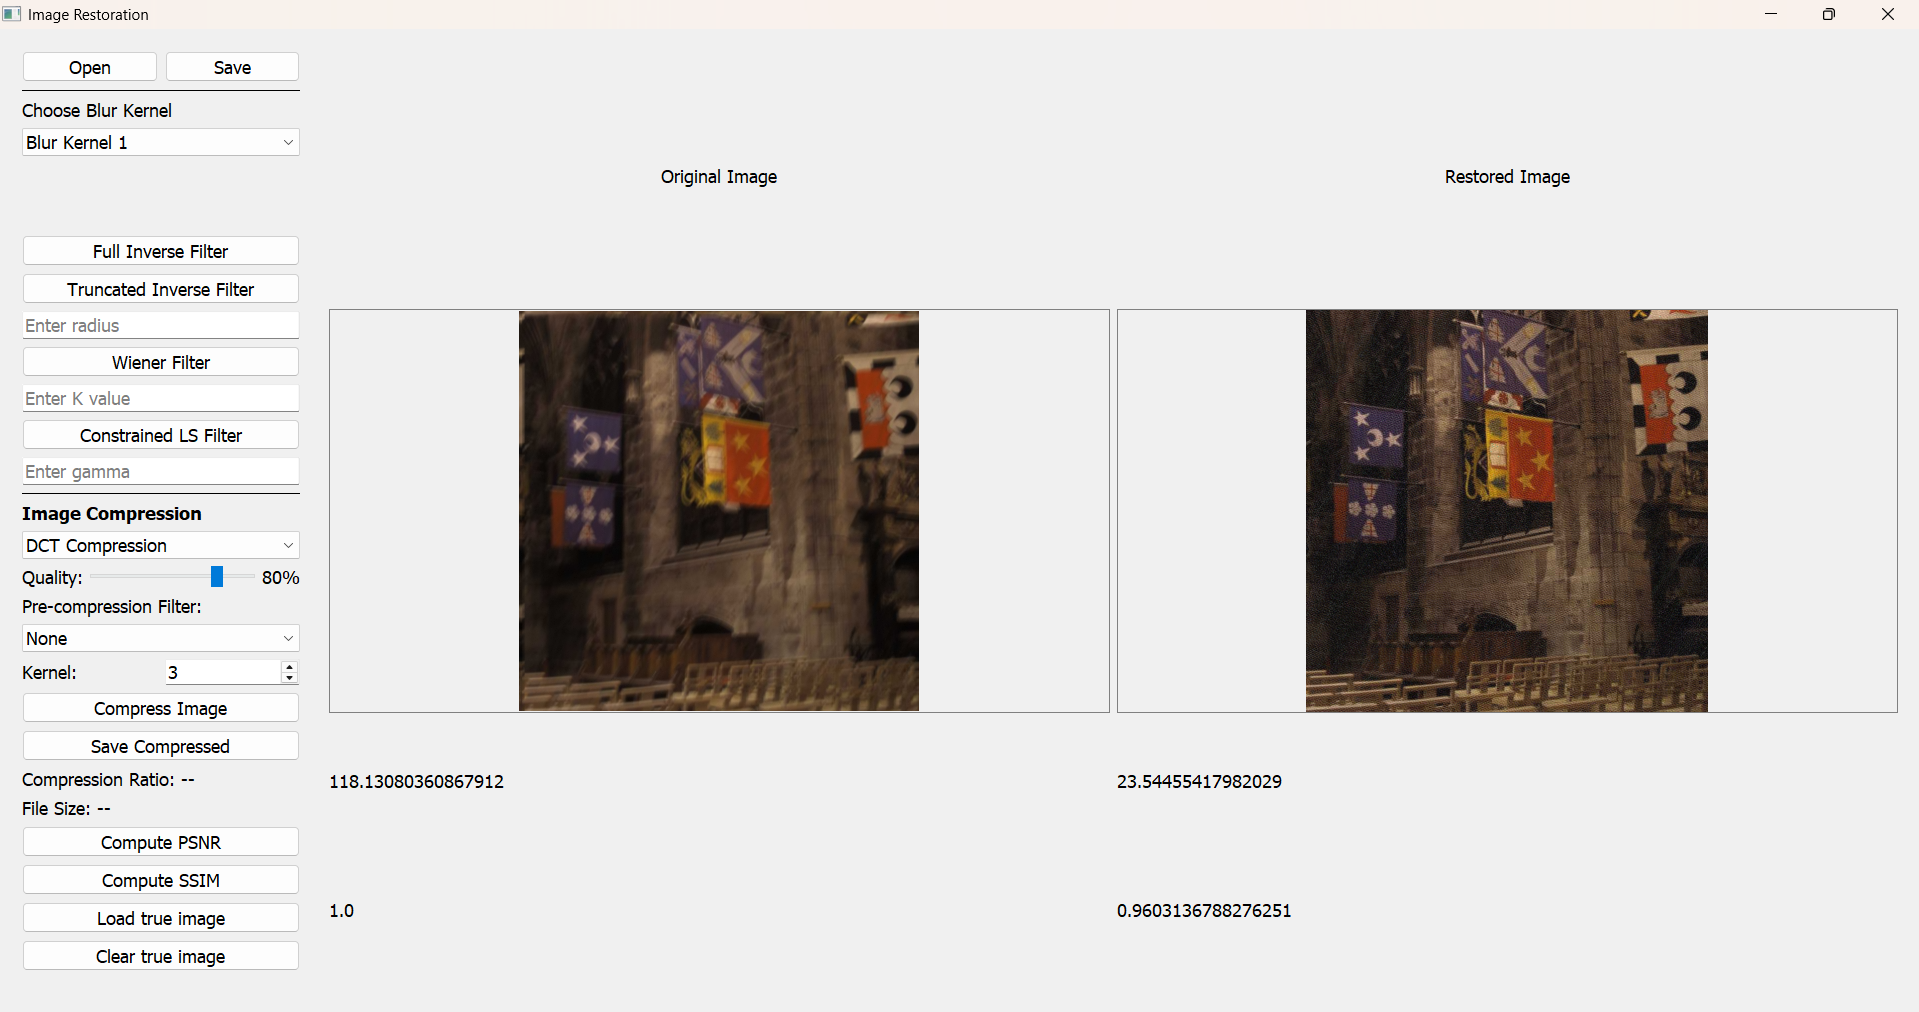 Image Restoration
Open
Save
Choose Blur Kernel
Blur Kernel 1
Full Inverse Filter
Truncated Inverse Filter
Enter radius
Wiener Filter
Enter K value
Constrained LS Filter
Enter gamma
Image Compression
DCT Compression
Quality: 80%
Pre-compression Filter:
None
Kernel: 3
Compress Image
Save Compressed
Compression Ratio: --
File Size: --
Compute PSNR
Compute SSIM
Load true image
Clear true image
Original Image
Restored Image
118.13080360867912
23.54455417982029
1.0
0.9603136788276251